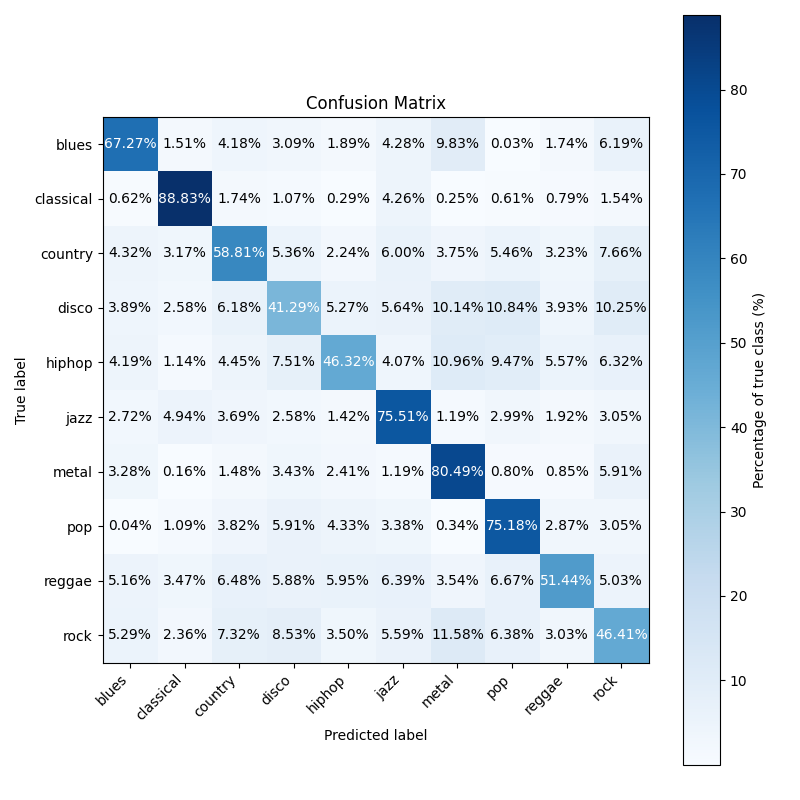 Confusion Matrix
blues 67.27% 1.51% 4.18% 3.09% 1.89% 4.28% 9.83% 0.03% 1.74% 6.19%
classical 0.62% 88.83% 1.74% 1.07% 0.29% 4.26% 0.25% 0.61% 0.79% 1.54%
country 4.32% 3.17% 58.81% 5.36% 2.24% 6.00% 3.75% 5.46% 3.23% 7.66%
disco 3.89% 2.58% 6.18% 41.29% 5.27% 5.64% 10.14% 10.84% 3.93% 10.25%
hiphop 4.19% 1.14% 4.45% 7.51% 46.32% 4.07% 10.96% 9.47% 5.57% 6.32%
jazz 2.72% 4.94% 3.69% 2.58% 1.42% 75.51% 1.19% 2.99% 1.92% 3.05%
metal 3.28% 0.16% 1.48% 3.43% 2.41% 1.19% 80.49% 0.80% 0.85% 5.91%
pop 0.04% 1.09% 3.82% 5.91% 4.33% 3.38% 0.34% 75.18% 2.87% 3.05%
reggae 5.16% 3.47% 6.48% 5.88% 5.95% 6.39% 3.54% 6.67% 51.44% 5.03%
rock 5.29% 2.36% 7.32% 8.53% 3.50% 5.59% 11.58% 6.38% 3.03% 46.41%
blues classical country disco hiphop jazz metal pop reggae rock
Predicted label
True label
80
70
60
50
40
30
20
10
Percentage of true class (%)